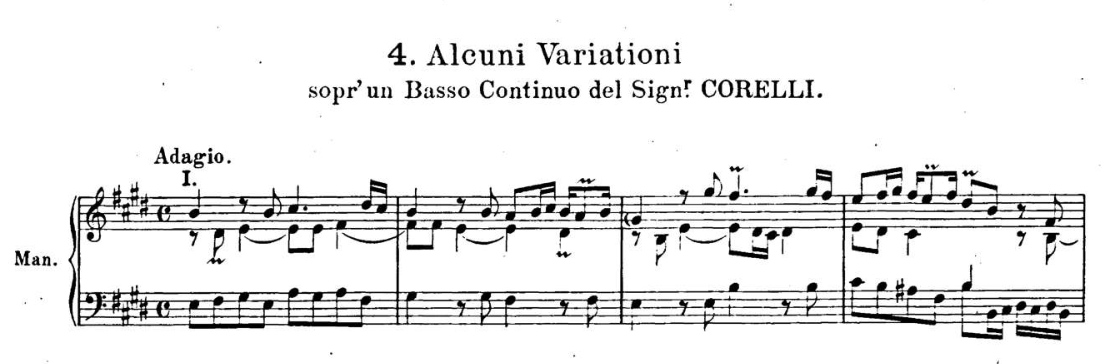 4. Alcuni Variationi
sopr' un Basso Continuo del Signr. CORELLI.
Adagio.
I.
Man.